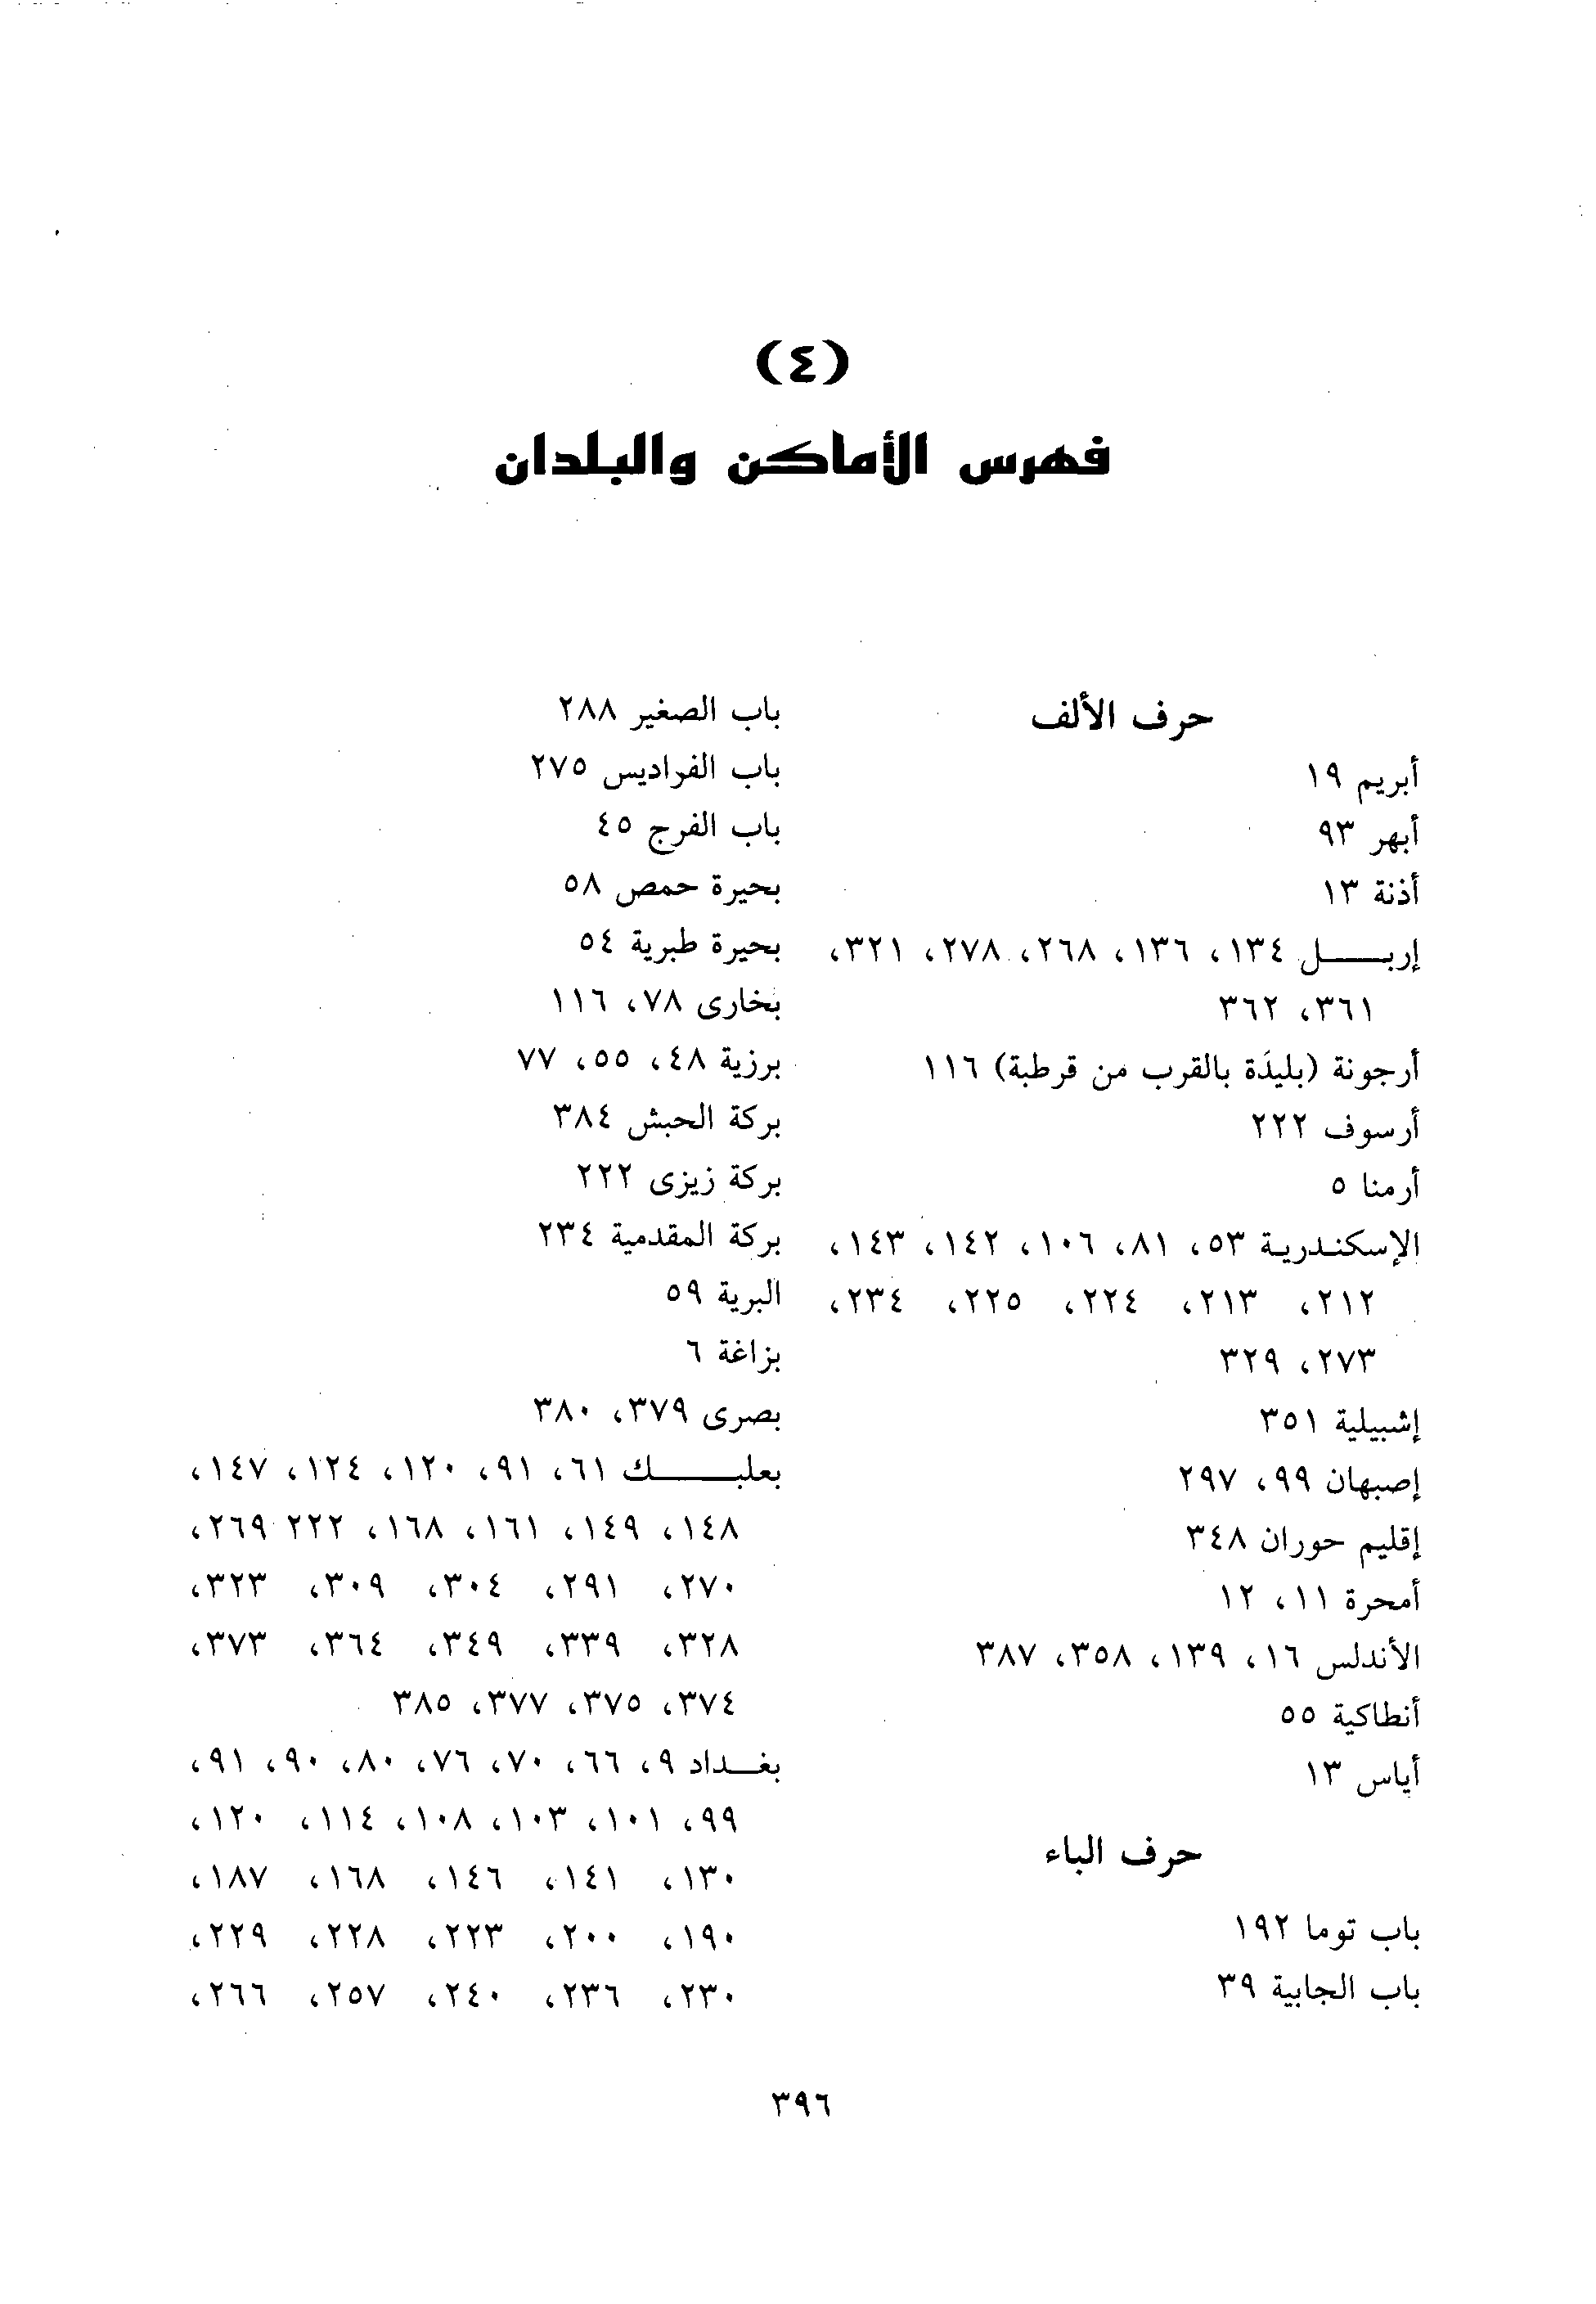 (٤)
فهرس الأماكن والبلدان
حرف الألف
أبريم ١٩
أبهر ٩٣
أذنة ١٣
إربـــل ١٣٤، ١٣٦، ٢٦٨، ٢٧٨، ٣٢١،
٣٦١، ٣٦٢
أرجونة (بليدَة بالقرب من قرطبة) ١١٦
أرسوف ٢٢٢
أرمنا ٥
الإسكنـدريـة ٥٣، ٨١، ١٠٦، ١٤٢، ١٤٣،
٢١٢، ٢١٣، ٢٢٤، ٢٢٥، ٢٣٤،
٢٧٣، ٣٢٩
إشبيلية ٣٥١
إصبهان ٩٩، ٢٩٧
إقليم حوران ٣٤٨
أمحرة ١١، ١٢
الأندلس ١٦، ١٣٩، ٣٥٨، ٣٨٧
أنطاكية ٥٥
أياس ١٣
حرف الباء
باب توما ١٩٢
باب الجابية ٣٩
باب الصغير ٢٨٨
باب الفراديس ٢٧٥
باب الفرج ٤٥
بحيرة حمص ٥٨
بحيرة طبرية ٥٤
بخارى ٧٨، ١١٦
برزية ٤٨، ٥٥، ٧٧
بركة الحبش ٣٨٤
بركة زيزى ٢٢٢
بركة المقدمية ٢٣٤
البرية ٥٩
بزاغة ٦
بصرى ٣٧٩، ٣٨٠
بعلبـــــك ٦١، ٩١، ١٢٠، ١٢٤، ١٤٧،
١٤٨، ١٤٩، ١٦١، ١٦٨، ٢٢٢ ٢٦٩،
٢٧٠، ٢٩١، ٣٠٤، ٣٠٩، ٣٢٣،
٣٢٨، ٣٣٩، ٣٤٩، ٣٦٤، ٣٧٣،
٣٧٤، ٣٧٥، ٣٧٧، ٣٨٥
بغـــداد ٩، ٦٦، ٧٠، ٧٦، ٨٠، ٩٠، ٩١،
٩٩، ١٠١، ١٠٣، ١٠٨، ١١٤، ١٢٠،
١٣٠، ١٤١، ١٤٦، ١٦٨، ١٨٧،
١٩٠، ٢٠٠، ٢٢٣، ٢٢٨، ٢٢٩،
٢٣٠، ٢٣٦، ٢٤٠، ٢٥٧، ٢٦٦،
٣٩٦